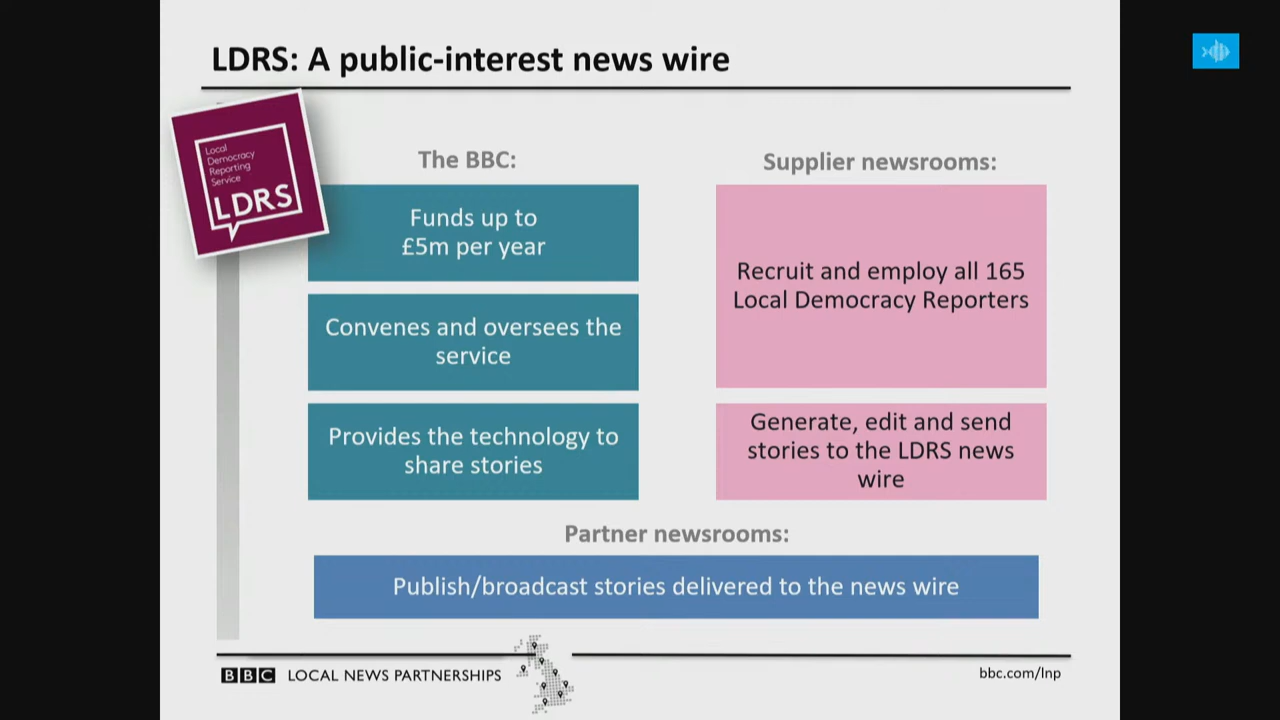 LDRS: A public-interest news wire
Local
Democracy
Reporting
Service
LDRS
The BBC:
Funds up to
£5m per year
Convenes and oversees the
service
Provides the technology to
share stories
Supplier newsrooms:
Recruit and employ all 165
Local Democracy Reporters
Generate, edit and send
stories to the LDRS news
wire
Partner newsrooms:
Publish/broadcast stories delivered to the news wire
BBC LOCAL NEWS PARTNERSHIPS
bbc.com/lnp